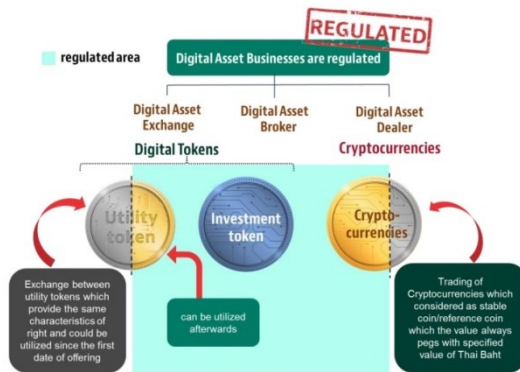 REGULATED
regulated area
Digital Asset Businesses are regulated
Digital Asset
Exchange
Digital Asset
Broker
Digital Asset
Dealer
Digital Tokens
Cryptocurrencies
Utility
token
Investment
token
Crypto-
currencies
Exchange between
utility tokens which
provide the same
characteristics of
right and could be
utilized since the first
date of offering
can be utilized
afterwards
Trading of
Cryptocurrencies which
considered as stable
coin/reference coin
which the value always
pegs with specified
value of Thai Baht